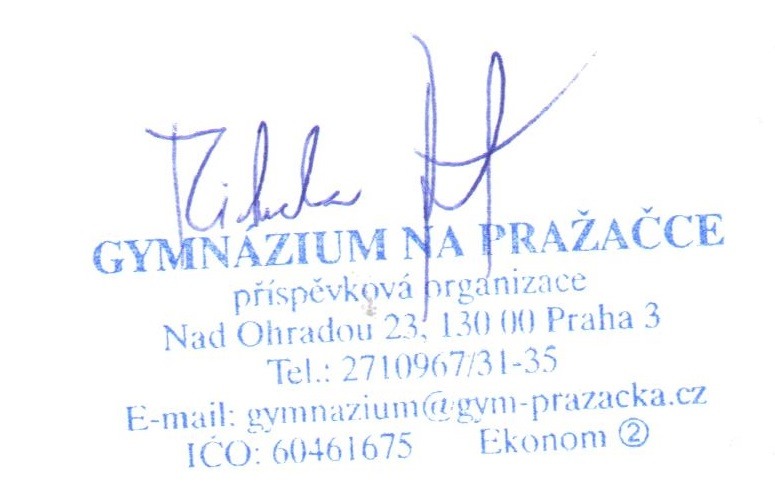 GYMNÁZIUM NA PRAŽAČCE
příspěvková organizace
Nad Ohradou 23, 130 00 Praha 3
Tel.: 2710967/31-35
E-mail: gymnazium@gym-prazacka.cz
IČO: 60461675 Ekonom ②